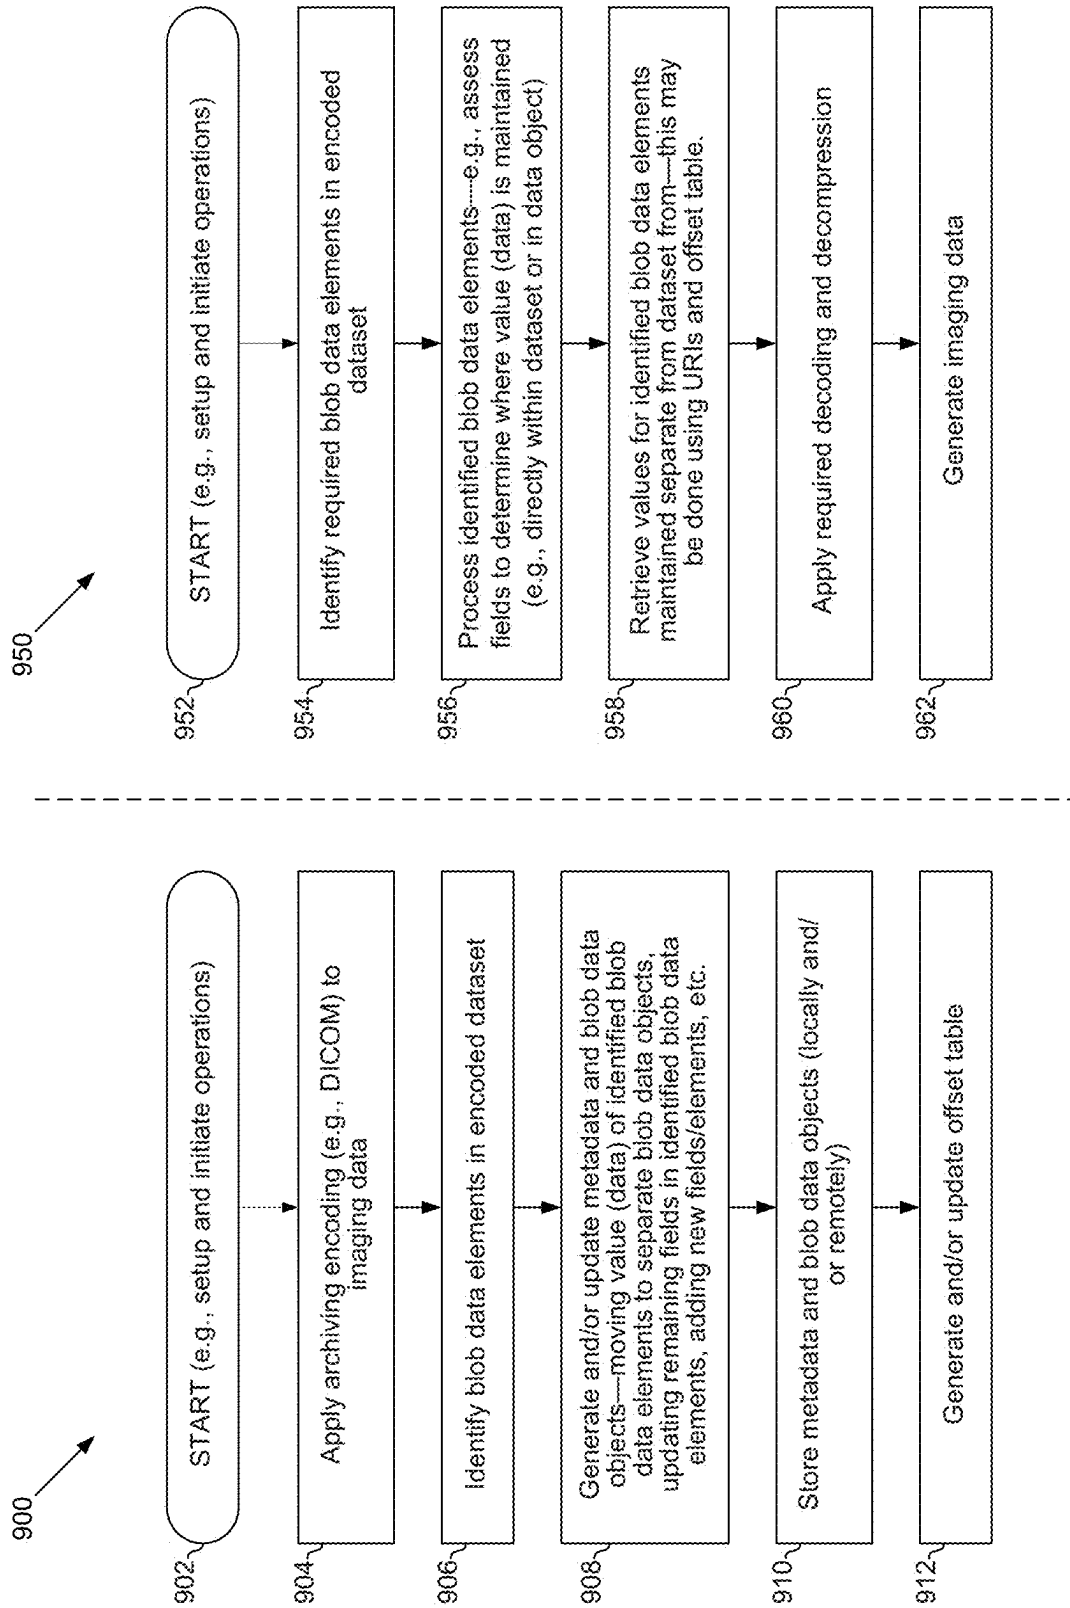 900
902
START (e.g., setup and initiate operations)
904
Apply archiving encoding (e.g., DICOM) to
imaging data
906
Identify blob data elements in encoded dataset
908
Generate and/or update metadata and blob data
objects—moving value (data) of identified blob
data elements to separate blob data objects,
updating remaining fields in identified blob data
elements, adding new fields/elements, etc.
910
Store metadata and blob data objects (locally and/
or remotely)
912
Generate and/or update offset table
950
952
START (e.g., setup and initiate operations)
954
Identify required blob data elements in encoded
dataset
956
Process identified blob data elements—e.g., assess
fields to determine where value (data) is maintained
(e.g., directly within dataset or in data object)
958
Retrieve values for identified blob data elements
maintained separate from dataset from—this may
be done using URIs and offset table.
960
Apply required decoding and decompression
962
Generate imaging data